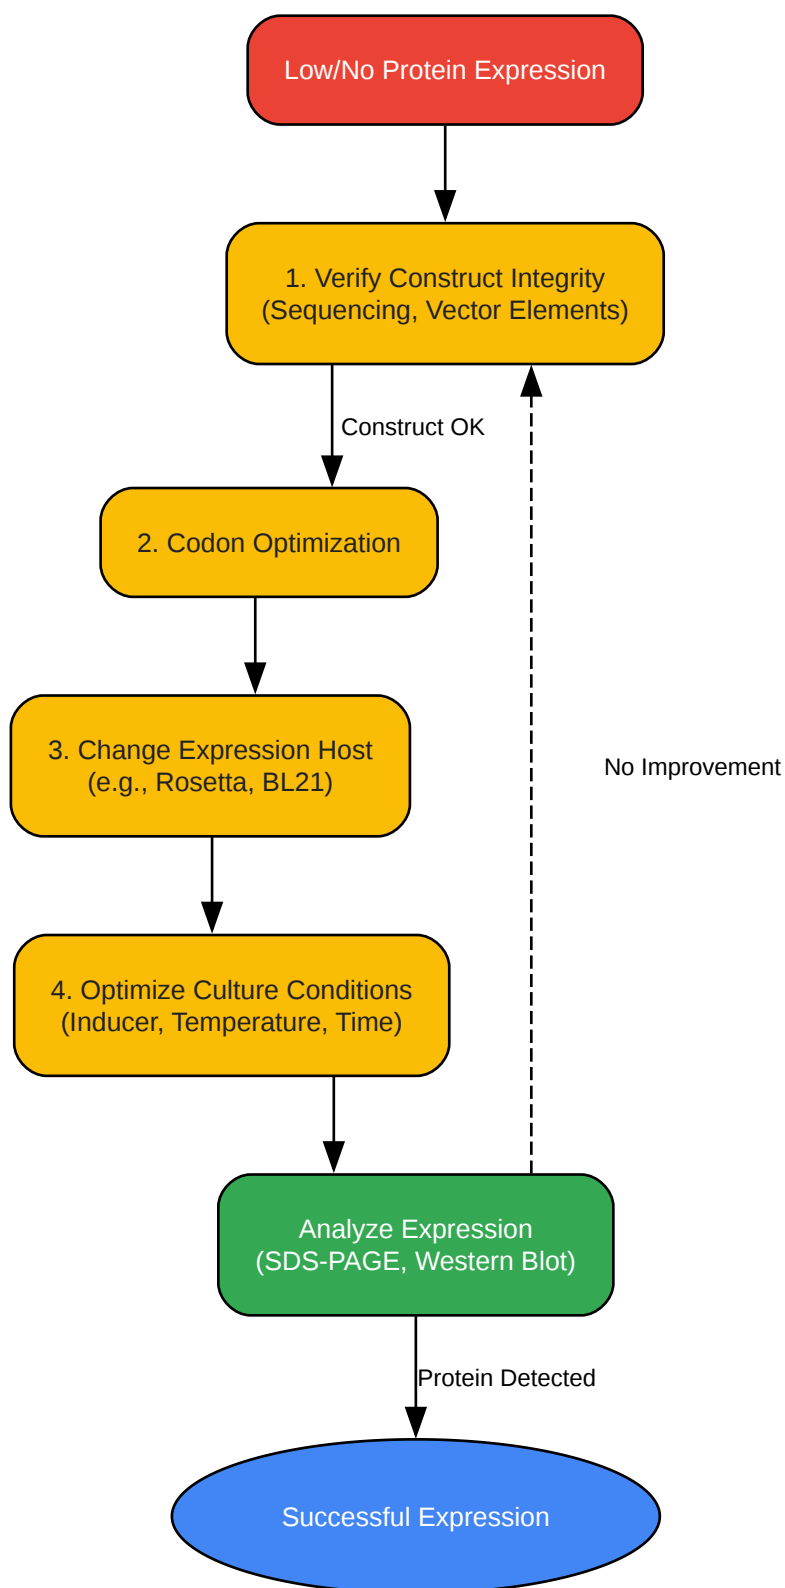 Low/No Protein Expression
1. Verify Construct Integrity
(Sequencing, Vector Elements)
Construct OK
2. Codon Optimization
3. Change Expression Host
(e.g., Rosetta, BL21)
No Improvement
4. Optimize Culture Conditions
(Inducer, Temperature, Time)
Analyze Expression
(SDS-PAGE, Western Blot)
Protein Detected
Successful Expression